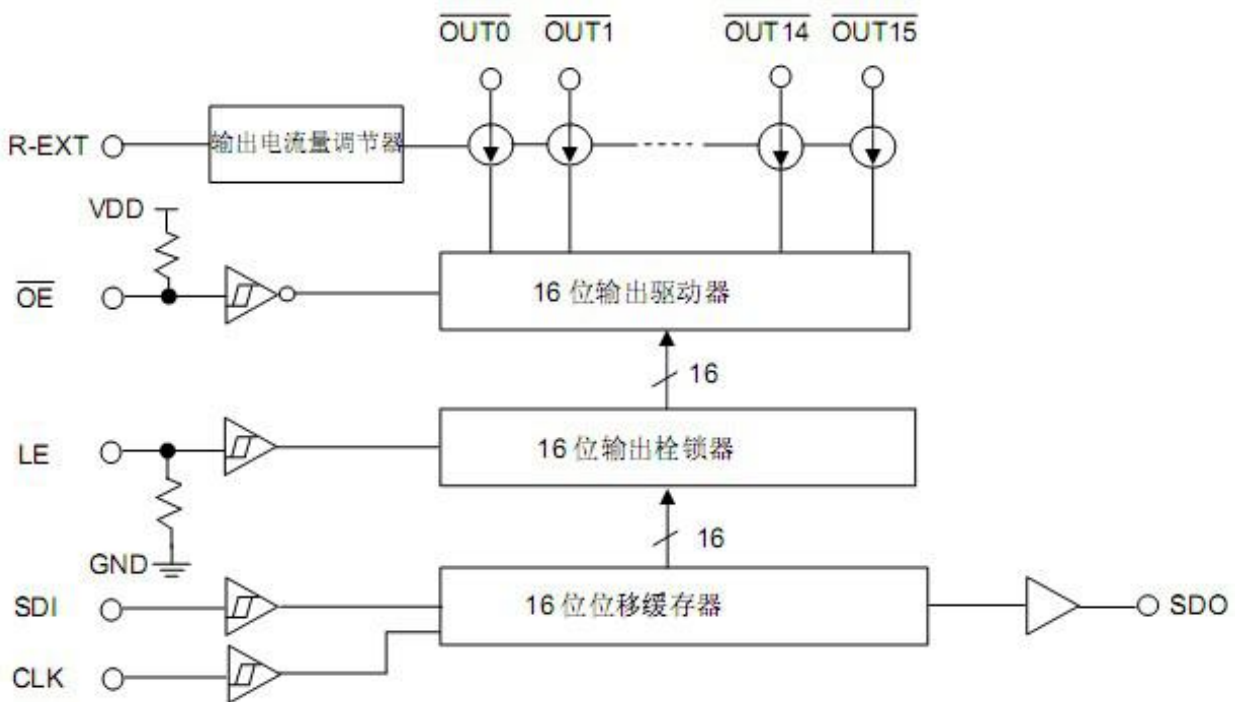 OUT0 OUT1 OUT14 OUT15
R-EXT 输出电流量调节器
VDD
OE 16 位输出驱动器
16
LE 16 位输出栓锁器
16
GND
SDI 16 位位移缓存器 SDO
CLK